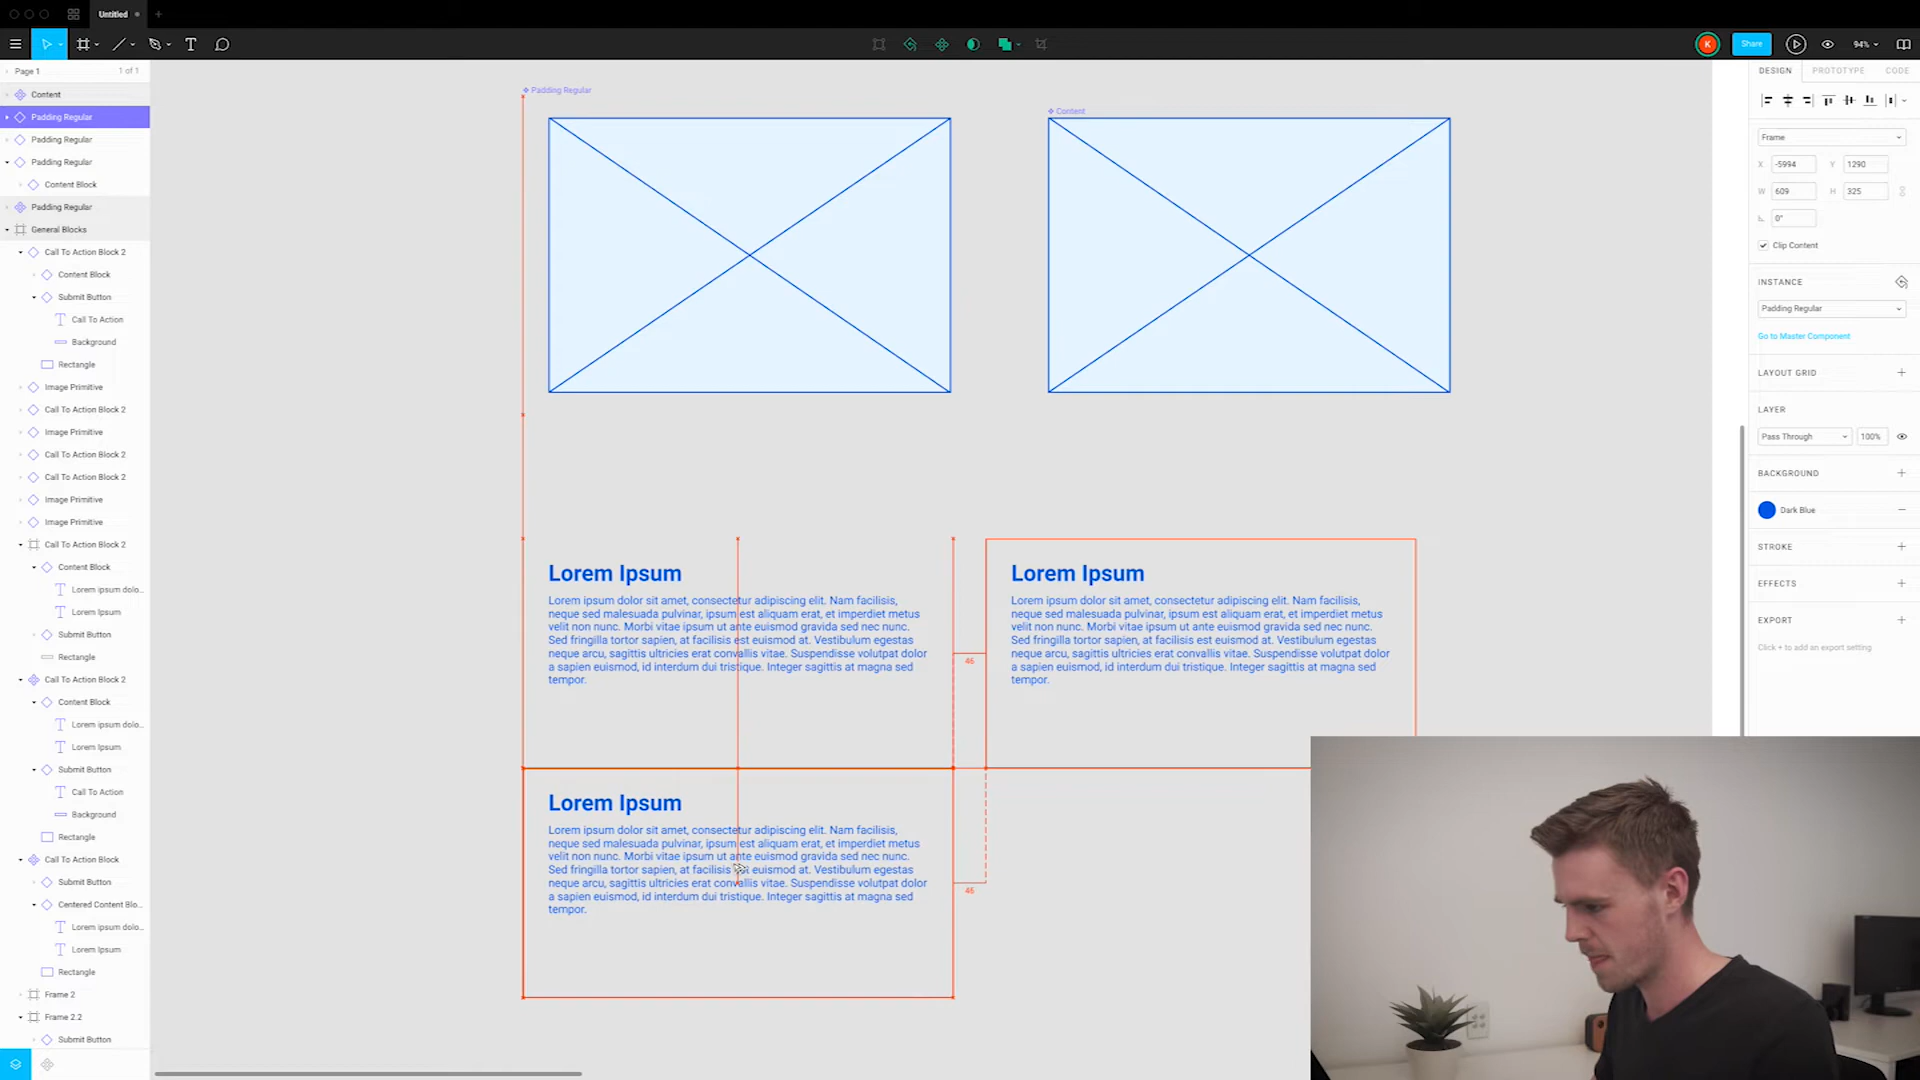 Untitled
K
Share
94%
Page 1
1 of 1
Content
Padding Regular
Padding Regular
Padding Regular
Content Block
Padding Regular
General Blocks
Call To Action Block 2
Content Block
Submit Button
Call To Action
Background
Rectangle
Image Primitive
Call To Action Block 2
Image Primitive
Call To Action Block 2
Call To Action Block 2
Image Primitive
Image Primitive
Call To Action Block 2
Content Block
Lorem ipsum dolo...
Lorem Ipsum
Submit Button
Rectangle
Call To Action Block 2
Content Block
Lorem ipsum dolo...
Lorem Ipsum
Submit Button
Call To Action
Background
Rectangle
Call To Action Block
Submit Button
Centered Content Blo...
Lorem ipsum dolo...
Lorem Ipsum
Rectangle
Frame 2
Frame 2.2
Submit Button
Padding Regular
Content
Lorem Ipsum
Lorem ipsum dolor sit amet, consectetur adipiscing elit. Nam facilisis,
neque sed malesuada pulvinar, ipsum est aliquam erat, et imperdiet metus
velit non nunc. Morbi vitae ipsum ut ante euismod gravida sed nec nunc.
Sed fringilla tortor sapien, at facilisis est euismod at. Vestibulum egestas
neque arcu, sagittis ultricies erat convallis vitae. Suspendisse volutpat dolor
a sapien euismod, id interdum dui tristique. Integer sagittis at magna sed
tempor.
46
Lorem Ipsum
Lorem ipsum dolor sit amet, consectetur adipiscing elit. Nam facilisis,
neque sed malesuada pulvinar, ipsum est aliquam erat, et imperdiet metus
velit non nunc. Morbi vitae ipsum ut ante euismod gravida sed nec nunc.
Sed fringilla tortor sapien, at facilisis est euismod at. Vestibulum egestas
neque arcu, sagittis ultricies erat convallis vitae. Suspendisse volutpat dolor
a sapien euismod, id interdum dui tristique. Integer sagittis at magna sed
tempor.
Lorem Ipsum
Lorem ipsum dolor sit amet, consectetur adipiscing elit. Nam facilisis,
neque sed malesuada pulvinar, ipsum est aliquam erat, et imperdiet metus
velit non nunc. Morbi vitae ipsum ut ante euismod gravida sed nec nunc.
Sed fringilla tortor sapien, at facilisis est euismod at. Vestibulum egestas
neque arcu, sagittis ultricies erat convallis vitae. Suspendisse volutpat dolor
a sapien euismod, id interdum dui tristique. Integer sagittis at magna sed
tempor.
46
DESIGN
PROTOTYPE
CODE
Frame
X -5994 Y 1290
W 609 H 325
0°
Clip Content
INSTANCE
Padding Regular
Go to Master Component
LAYOUT GRID
LAYER
Pass Through 100%
BACKGROUND
Dark Blue
STROKE
EFFECTS
EXPORT
Click + to add an export setting